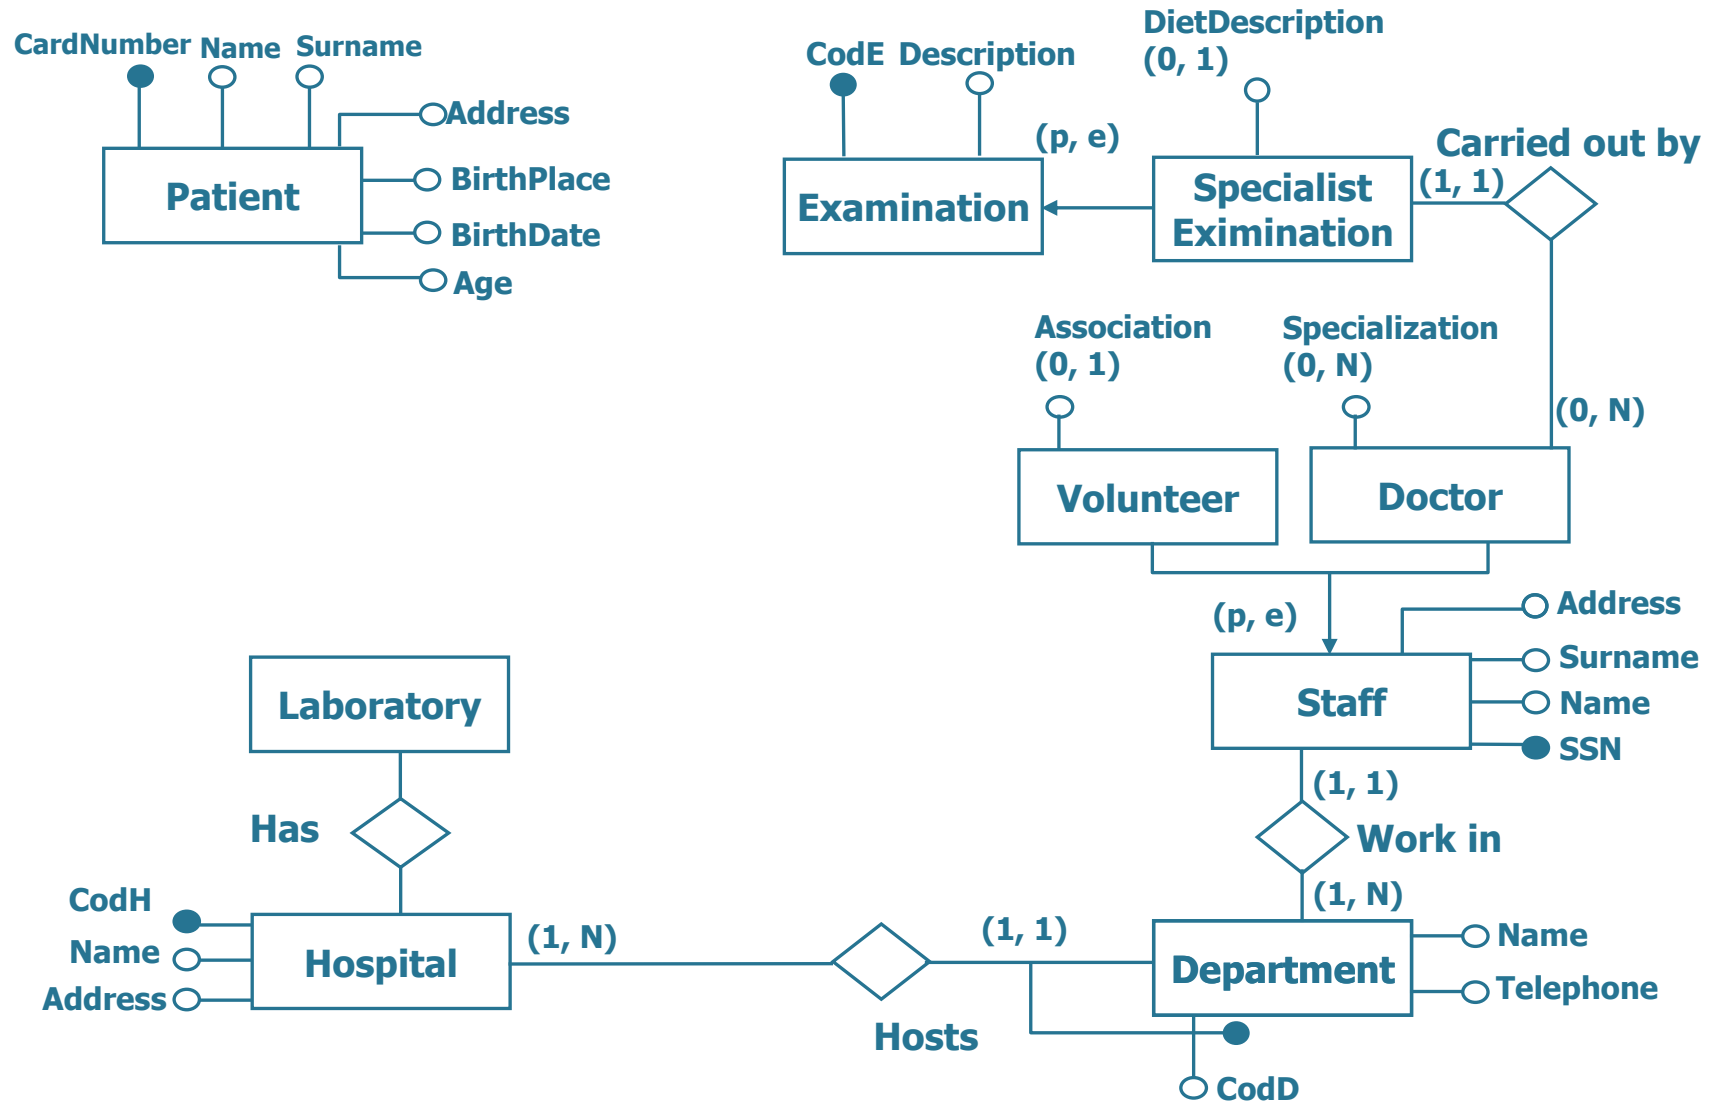 CardNumber Name Surname
Address
Patient
BirthPlace
BirthDate
Age
CodE Description
DietDescription
(0, 1)
(p, e)
Examination
Specialist
Eximination
Carried out by
(1, 1)
(0, N)
Association
(0, 1)
Specialization
(0, N)
Volunteer
Doctor
(p, e)
Address
Surname
Name
SSN
Staff
(1, 1)
Work in
(1, N)
Laboratory
Has
CodH
Name
Address
Hospital
(1, N)
Hosts
(1, 1)
Department
Name
Telephone
CodD